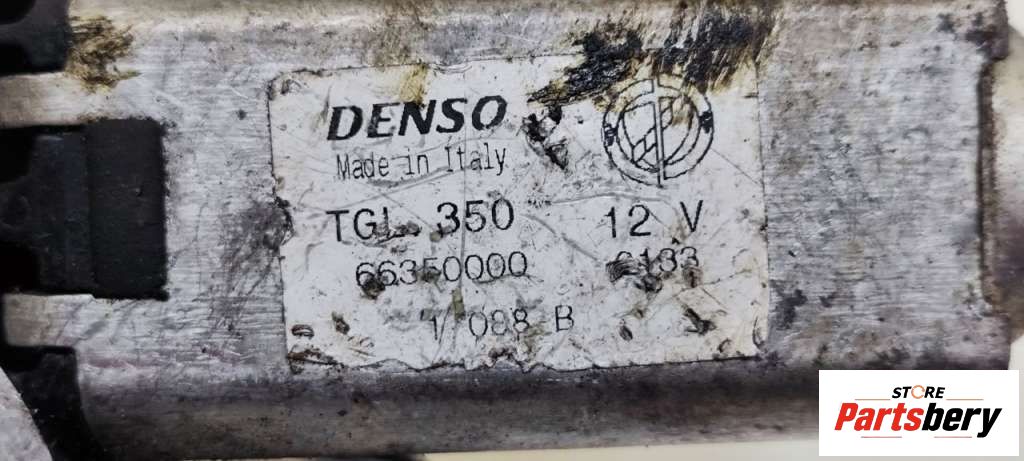 DENSO
Made in Italy
TGL 350 12 V
66350000
088 B
STORE
Partsbery